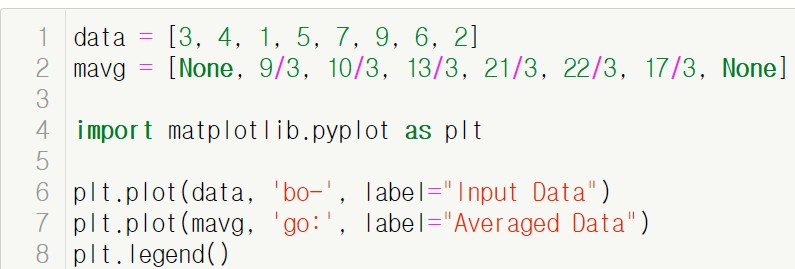 1 data = [3, 4, 1, 5, 7, 9, 6, 2]
2 mavg = [None, 9/3, 10/3, 13/3, 21/3, 22/3, 17/3, None]
3
4 import matplotlib.pyplot as plt
5
6 plt.plot(data, 'bo-', label="Input Data")
7 plt.plot(mavg, 'go:', label="Averaged Data")
8 plt.legend()